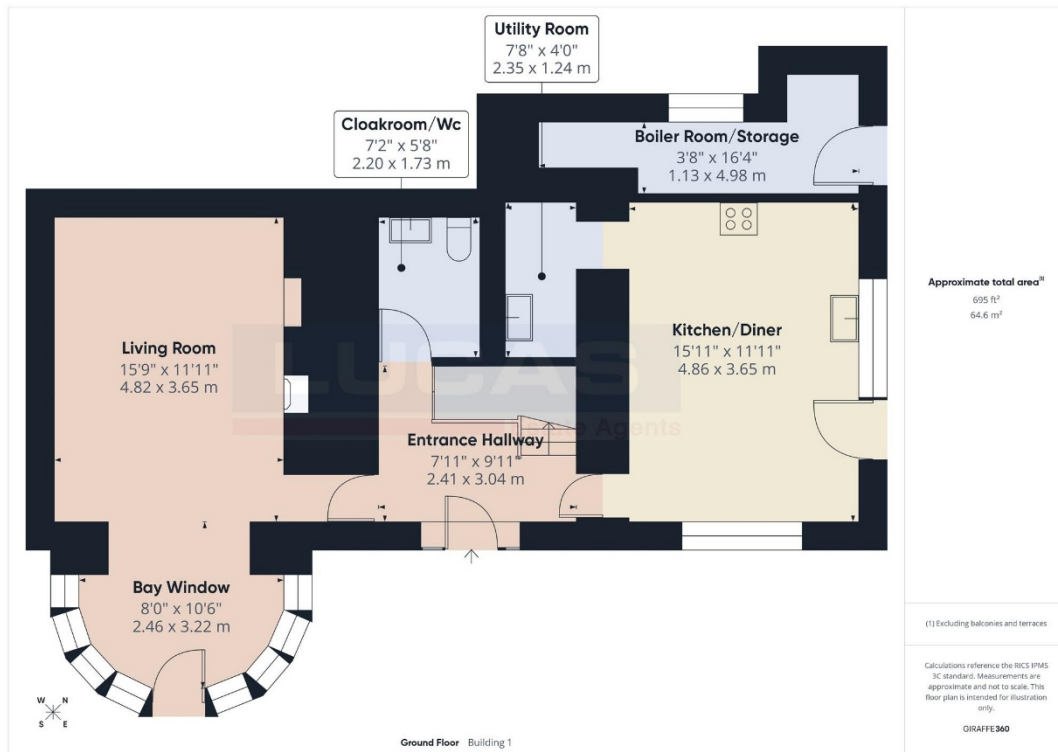 Utility Room
7'8" x 4'0"
2.35 x 1.24 m
Cloakroom/Wc
7'2" x 5'8"
2.20 x 1.73 m
Boiler Room/Storage
3'8" x 16'4"
1.13 x 4.98 m
Living Room
15'9" x 11'11"
4.82 x 3.65 m
Kitchen/Diner
15'11" x 11'11"
4.86 x 3.65 m
LUCAS
Estate Agents
Entrance Hallway
7'11" x 9'11"
2.41 x 3.04 m
Bay Window
8'0" x 10'6"
2.46 x 3.22 m
W N
S E
Ground Floor Building 1
Approximate total area(1)
695 ft²
64.6 m²
(1) Excluding balconies and terraces
Calculations reference the RICS IPMS
3C standard. Measurements are
approximate and not to scale. This
floor plan is intended for illustration
only.
GIRAFFE360